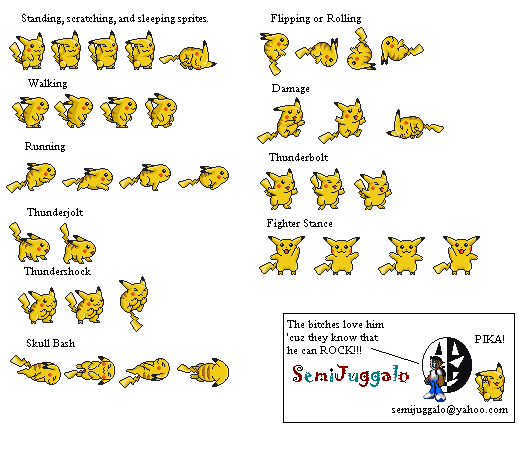 Standing, scratching, and sleeping sprites.
Walking
Running
Thunderjolt
Thundershock
Skull Bash
Flipping or Rolling
Damage
Thunderbolt
Fighter Stance
The bitches love him
'cuz they know that
he can ROCK!!!
PIKA!
SemiJuggalo
semijuggalo@yahoo.com